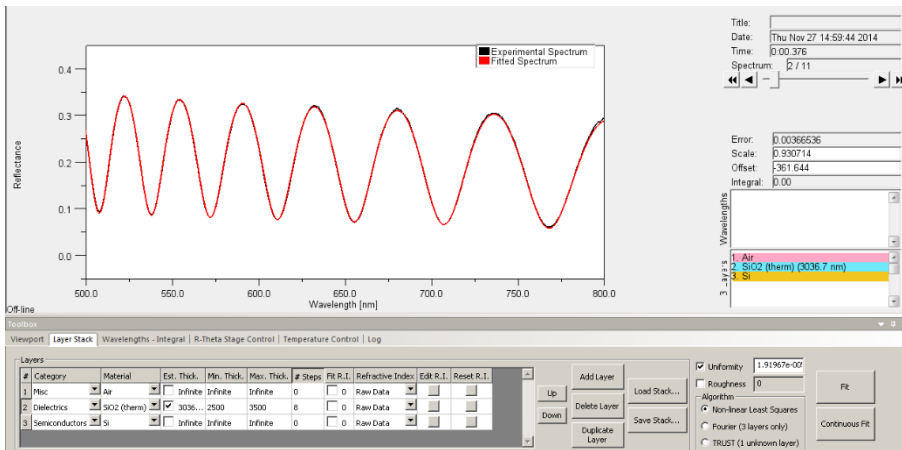 Title:
Date: Thu Nov 27 14:59:44 2014
Time: 0:00.376
Spectrum: 2 / 11
Experimental Spectrum
Fitted Spectrum
0.4
0.3
0.2
0.1
0.0
Reflectance
500.0 550.0 600.0 650.0 700.0 750.0 800.0
Wavelength [nm]
Error: 0.00366536
Scale: 0.930714
Offset: -361.644
Integral: 0.00
Wavelengths
3 Layers
1. Air
2. SiO2 (therm) (3036.7 nm)
3. Si
Off-line
Toolbox
Viewport Layer Stack Wavelengths - Integral R-Theta Stage Control Temperature Control Log
Layers
# Category Material Est. Thick. Min. Thick. Max. Thick. # Steps Fit R.I. Refractive Index Edit R.I. Reset R.I.
1 Misc Air Infinite Infinite Infinite 0 0 Raw Data
2 Dielectrics SiO2 (therm) 3036... 2500 3500 8 0 Raw Data
3 Semiconductors Si Infinite Infinite Infinite 0 0 Raw Data
Up
Down
Add Layer
Delete Layer
Duplicate Layer
Load Stack...
Save Stack...
Uniformity 1.91967e-00
Roughness 0
Algorithm
Non-linear Least Squares
Fourier (3 layers only)
TRUST (1 unknown layer)
Fit
Continuous Fit